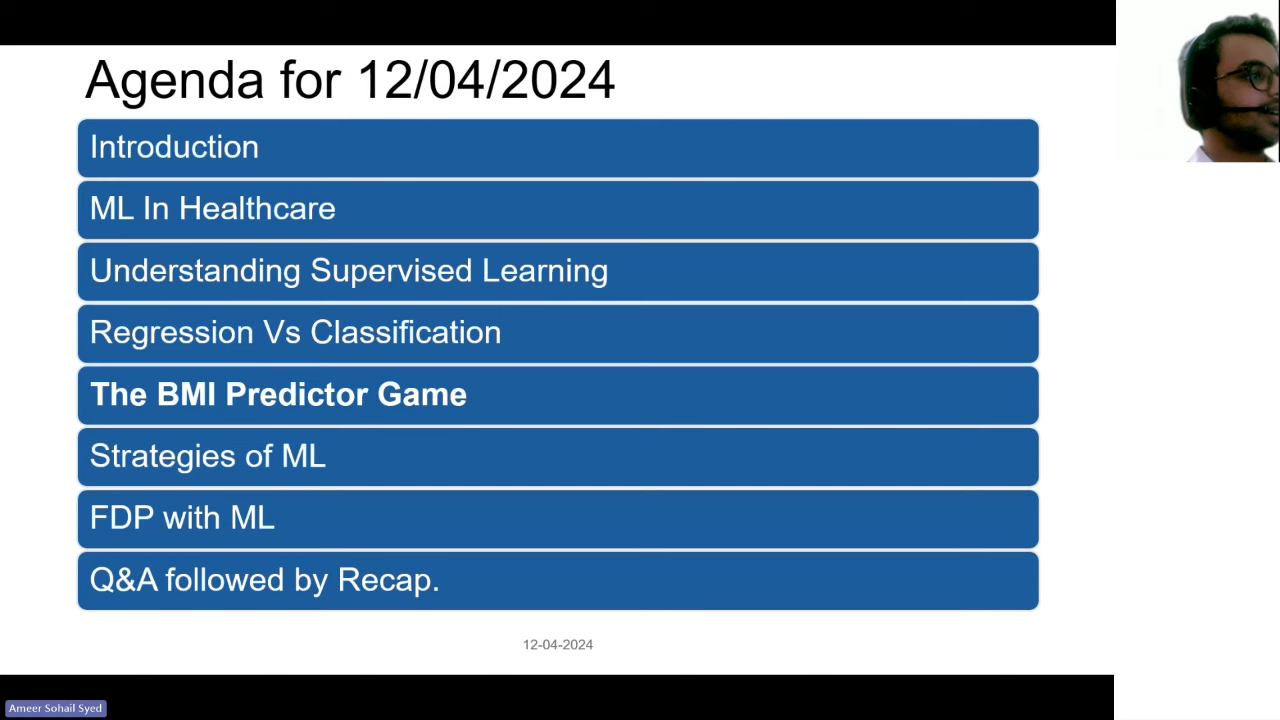 Agenda for 12/04/2024
Introduction
ML In Healthcare
Understanding Supervised Learning
Regression Vs Classification
The BMI Predictor Game
Strategies of ML
FDP with ML
Q&A followed by Recap.
12-04-2024
Ameer Sohail Syed